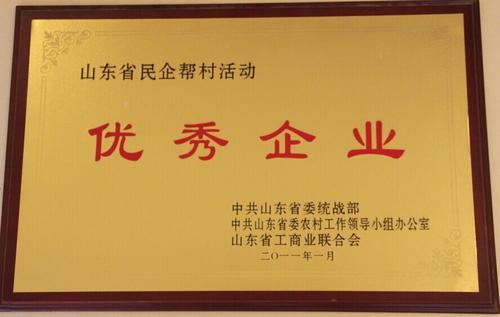 山东省民企帮村活动
优秀企业
中共山东省委统战部
中共山东省委农村工作领导小组办公室
山东省工商业联合会
二〇一一年一月